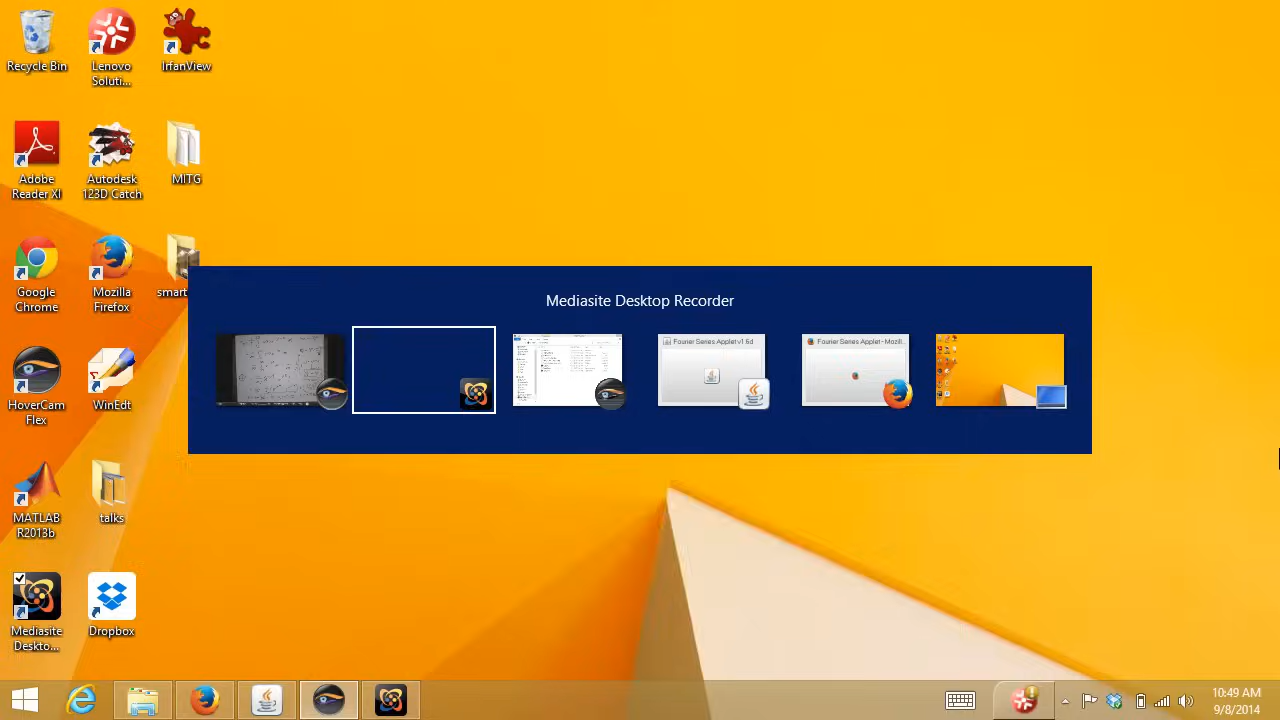 Recycle Bin
Lenovo
Soluti...
IrfanView
Adobe
Reader XI
Autodesk
123D Catch
MITG
Google
Chrome
Mozilla
Firefox
smart
Mediasite Desktop Recorder
Fourier Series Applet v1 6d
Fourier Series Applet - Mozil...
HoverCam
Flex
WinEdt
MATLAB
R2013b
talks
Mediasite
Deskto...
Dropbox
10:49 AM
9/8/2014